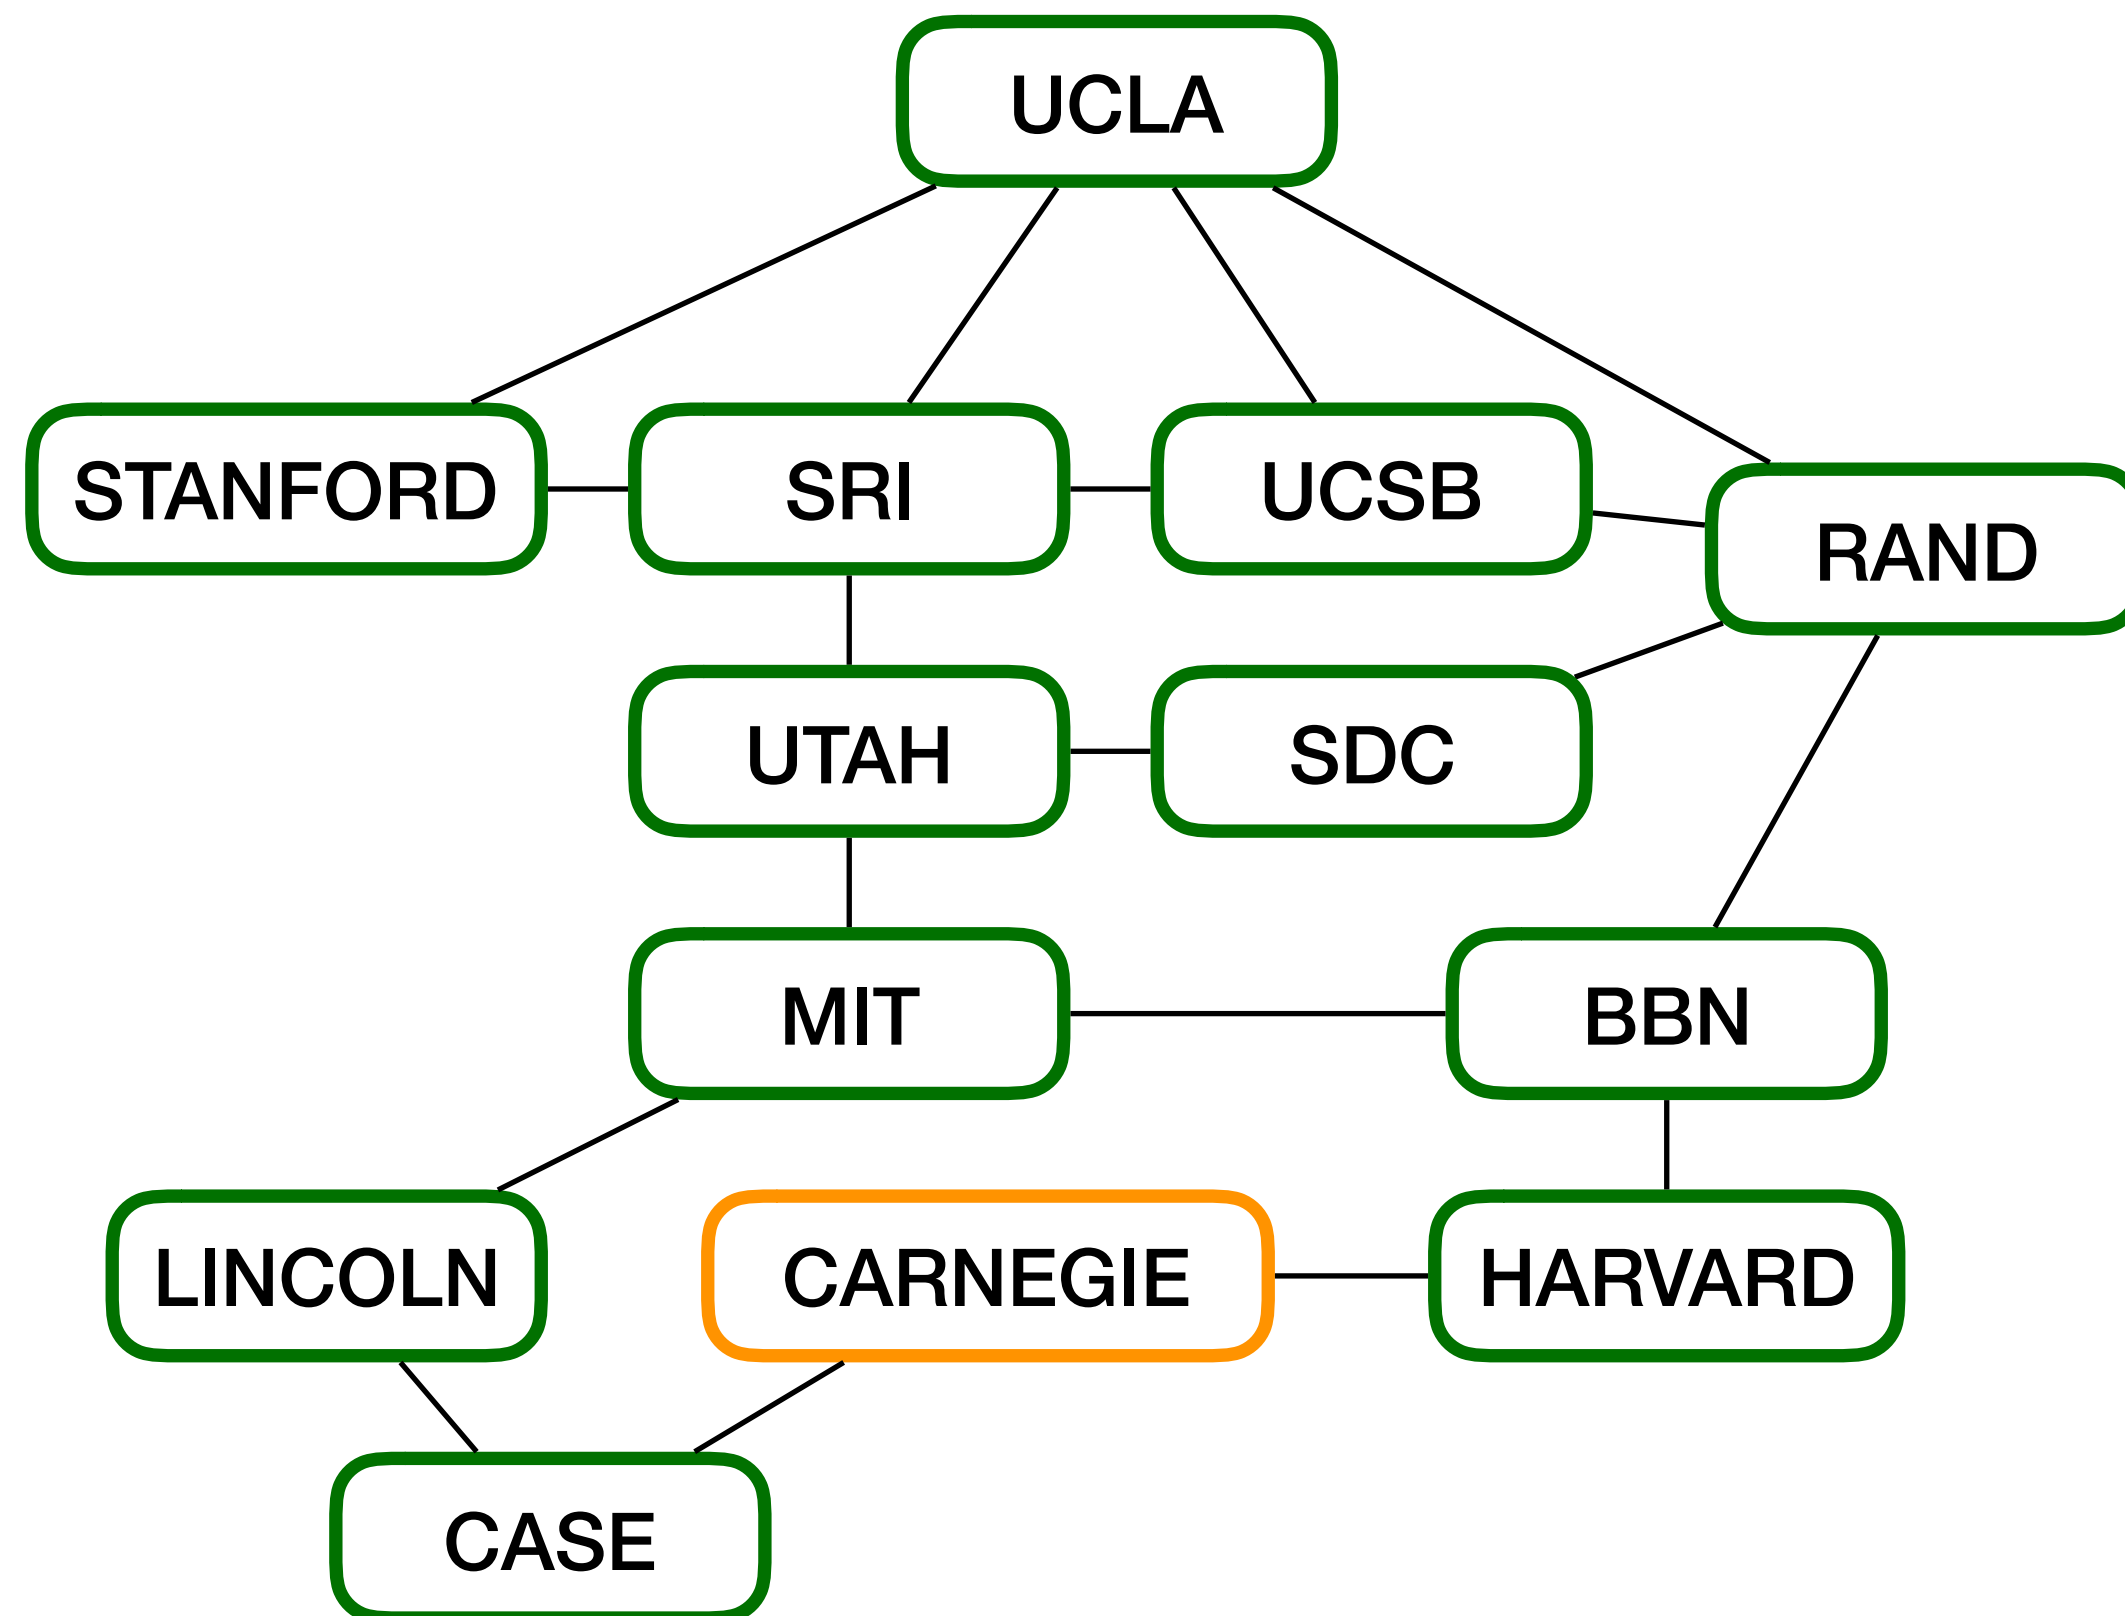 UCLA
STANFORD
SRI
UCSB
RAND
UTAH
SDC
MIT
BBN
LINCOLN
CARNEGIE
HARVARD
CASE